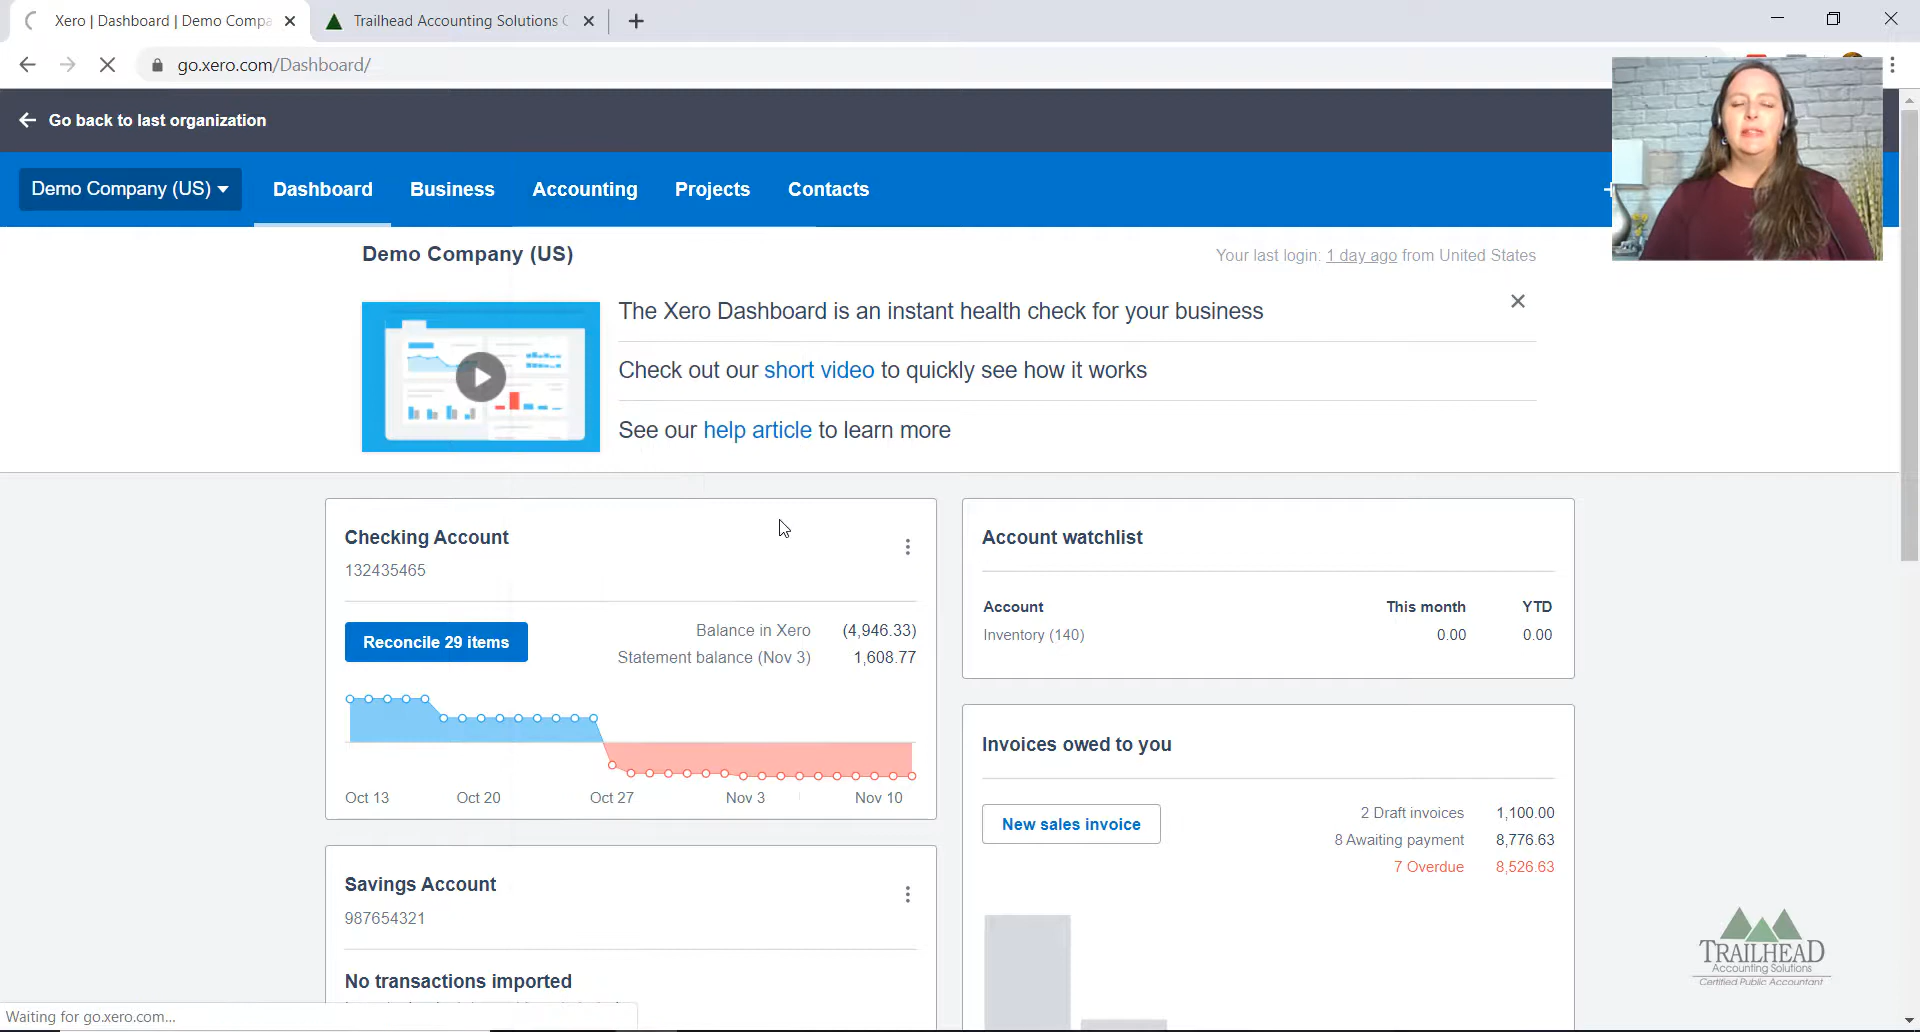 Xero | Dashboard | Demo Compa
Trailhead Accounting Solutions C
go.xero.com/Dashboard/
Go back to last organization
Demo Company (US)
Dashboard
Business
Accounting
Projects
Contacts
Demo Company (US)
Your last login: 1 day ago from United States
The Xero Dashboard is an instant health check for your business
Check out our short video to quickly see how it works
See our help article to learn more
Checking Account
132435465
Reconcile 29 items
Balance in Xero (4,946.33)
Statement balance (Nov 3) 1,608.77
Oct 13 Oct 20 Oct 27 Nov 3 Nov 10
Savings Account
987654321
No transactions imported
Account watchlist
Account This month YTD
Inventory (140) 0.00 0.00
Invoices owed to you
New sales invoice
2 Draft invoices 1,100.00
8 Awaiting payment 8,776.63
7 Overdue 8,526.63
TRAILHEAD
Accounting Solutions
Certified Public Accountant
Waiting for go.xero.com...